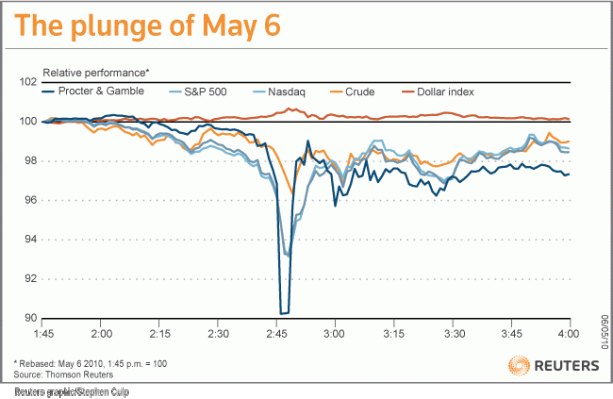 The plunge of May 6
102
Relative performance*
Procter & Gamble S&P 500 Nasdaq Crude Dollar index
100
98
96
94
92
90
1:45 2:00 2:15 2:30 2:45 3:00 3:15 3:30 3:45 4:00
06/05/10
* Rebased: May 6 2010, 1:45 p.m. = 100
Source: Thomson Reuters
REUTERS
Reuters graphic/Stephen Culp